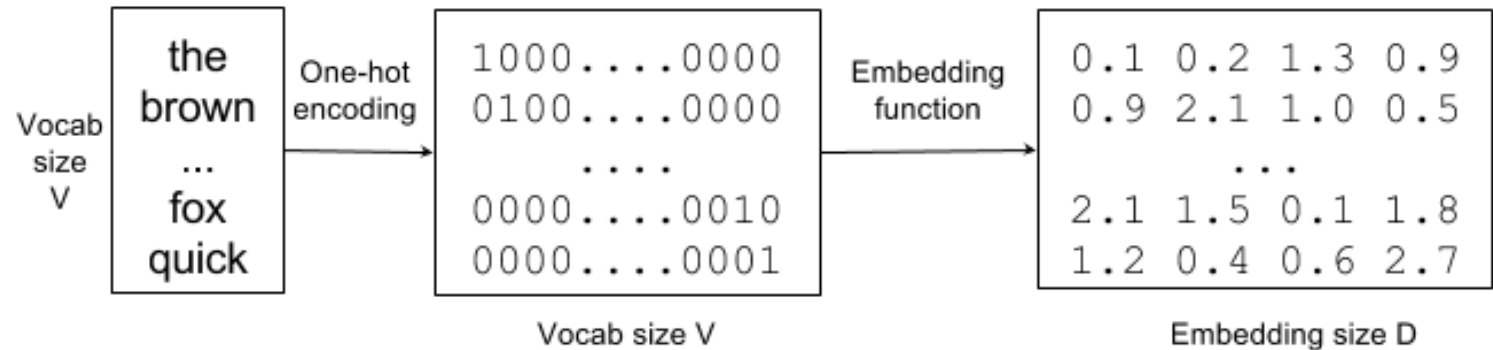 Vocab
size
V
the
brown
...
fox
quick
One-hot
encoding
1000....0000
0100....0000
....
0000....0010
0000....0001
Vocab size V
Embedding
function
0.1 0.2 1.3 0.9
0.9 2.1 1.0 0.5
...
2.1 1.5 0.1 1.8
1.2 0.4 0.6 2.7
Embedding size D